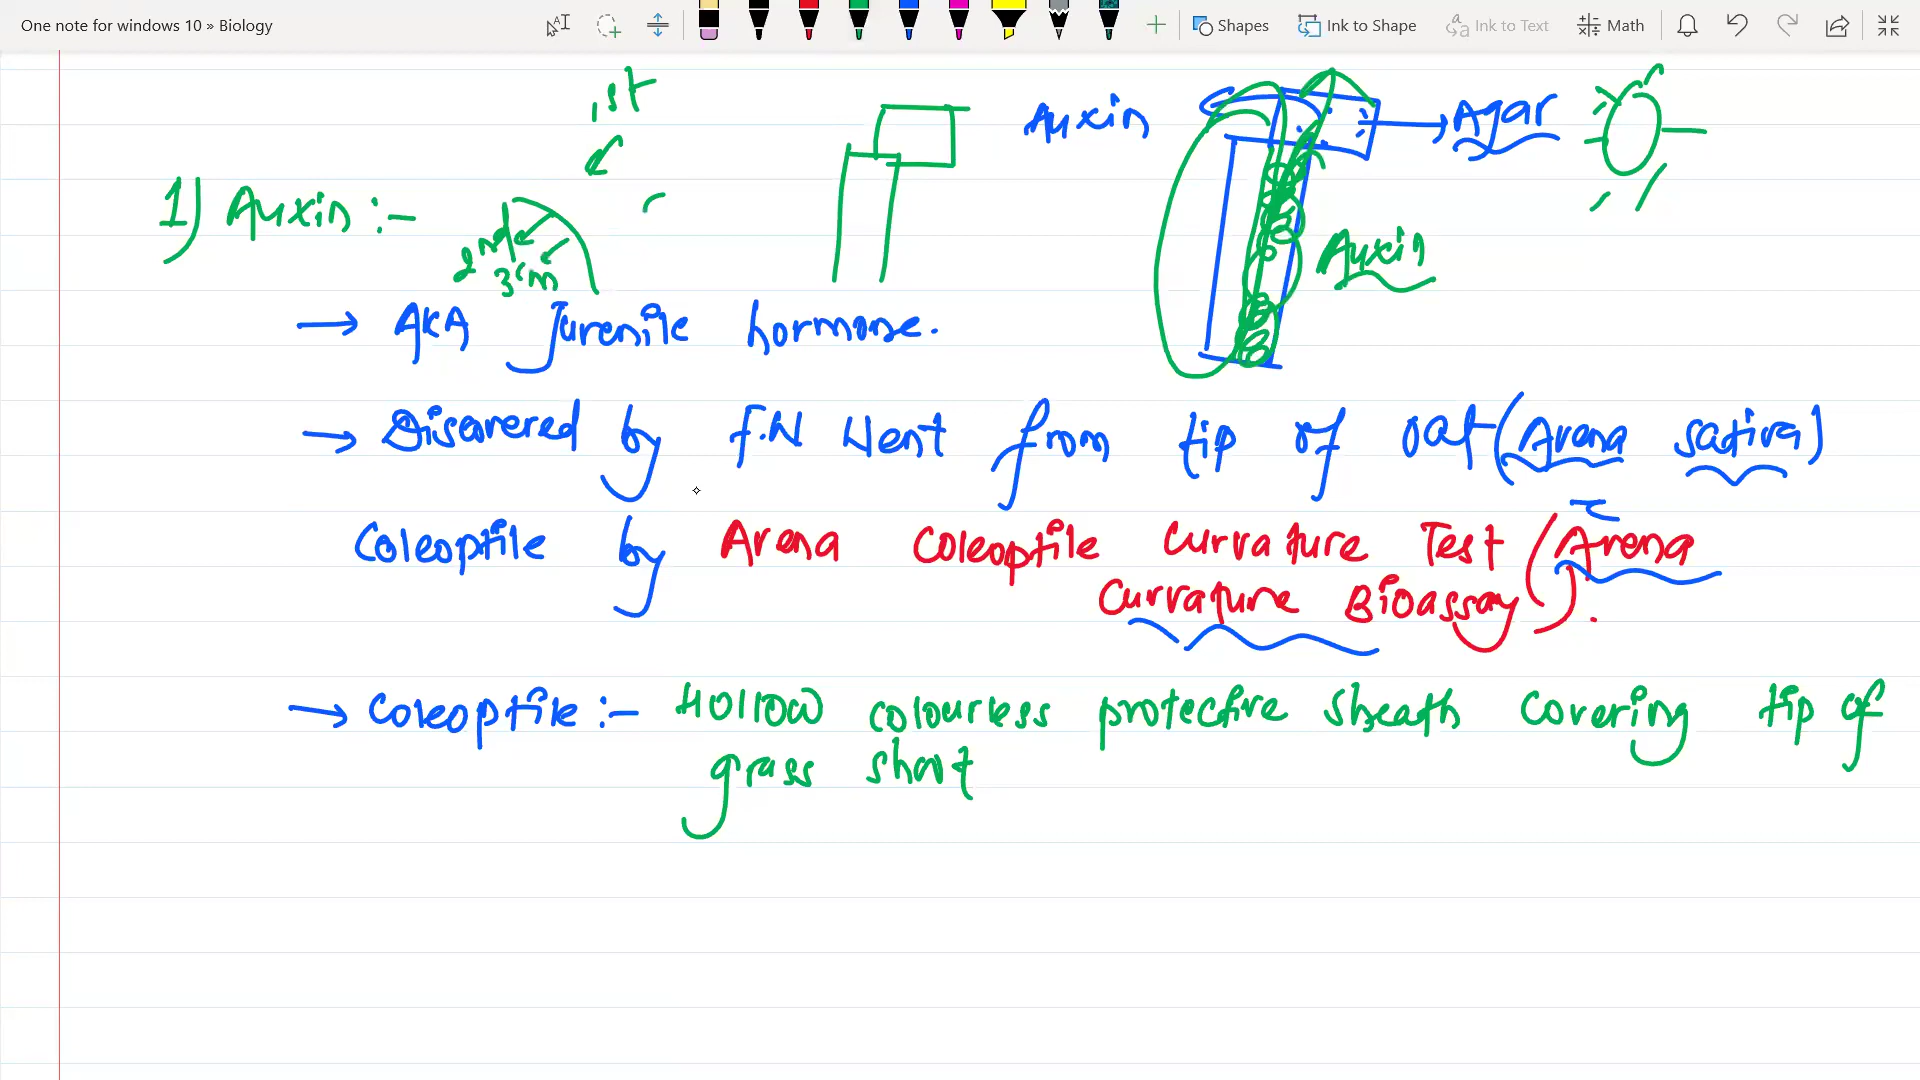 One note for windows 10 » Biology
Shapes
Ink to Shape
Ink to Text
Math
1st
Auxin
Agar
1) Auxin :-
2nd
3rd
Auxin
→ AKA Juvenile hormone.
→ Discovered by F.W Went from tip of oat (Avena sativa)
Coleoptile by Avena Coleoptile Curvature Test (Avena
Curvature Bioassay).
→ Coleoptile :- Hollow colourless protective sheath covering tip of
grass shoot